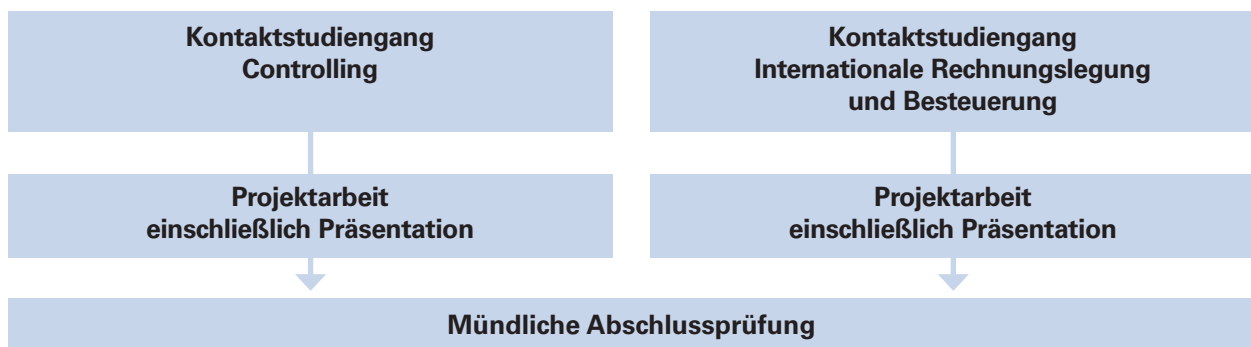 Kontaktstudiengang
Controlling
Kontaktstudiengang
Internationale Rechnungslegung
und Besteuerung
Projektarbeit
einschließlich Präsentation
Projektarbeit
einschließlich Präsentation
Mündliche Abschlussprüfung